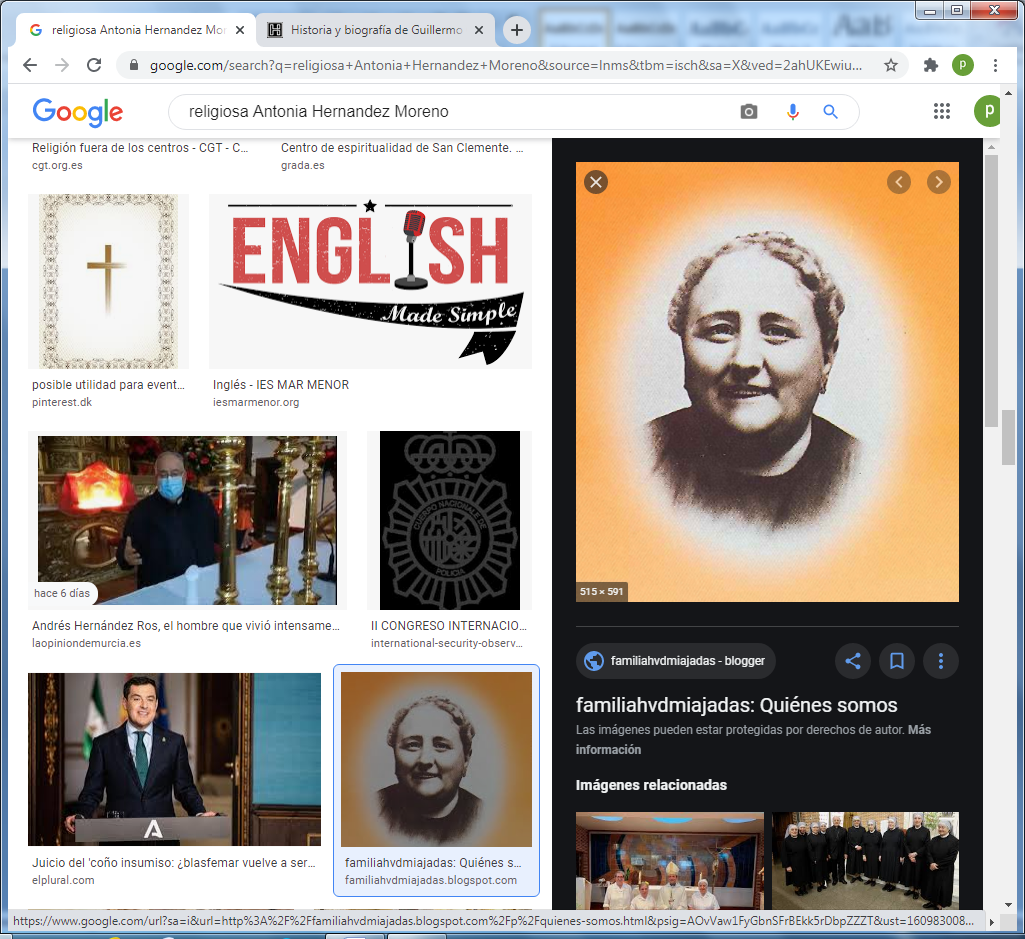 religiosa Antonia Hernandez Mor
Historia y biografía de Guillermo
google.com/search?q=religiosa+Antonia+Hernandez+Moreno&source=lnms&tbm=isch&sa=X&ved=2ahUKEwiu...
P
Google
religiosa Antonia Hernandez Moreno
P
Religión fuera de los centros - CGT - C...
cgt.org.es
Centro de espiritualidad de San Clemente. ...
grada.es
ENGLISH
Made Simple
posible utilidad para event...
pinterest.dk
Inglés - IES MAR MENOR
iesmarmenor.org
CUERPO NACIONAL DE
POLICIA
hace 6 días
Andrés Hernández Ros, el hombre que vivió intensame...
laopiniondemurcia.es
II CONGRESO INTERNACIO...
international-security-observ...
A
Juicio del 'coño insumiso: ¿blasfemar vuelve a ser...
elplural.com
familiahvdmiajadas: Quiénes s...
familiahvdmiajadas.blogspot.com
515 × 591
familiahvdmiajadas - blogger
familiahvdmiajadas: Quiénes somos
Las imágenes pueden estar protegidas por derechos de autor. Más
información
Imágenes relacionadas
https://www.google.com/url?sa=i&url=http%3A%2F%2Ffamiliahvdmiajadas.blogspot.com%2Fp%2Fquienes-somos.html&psig=AOvVaw1FyGbnSFrBEkk5rDbpZZZT&ust=160983008...